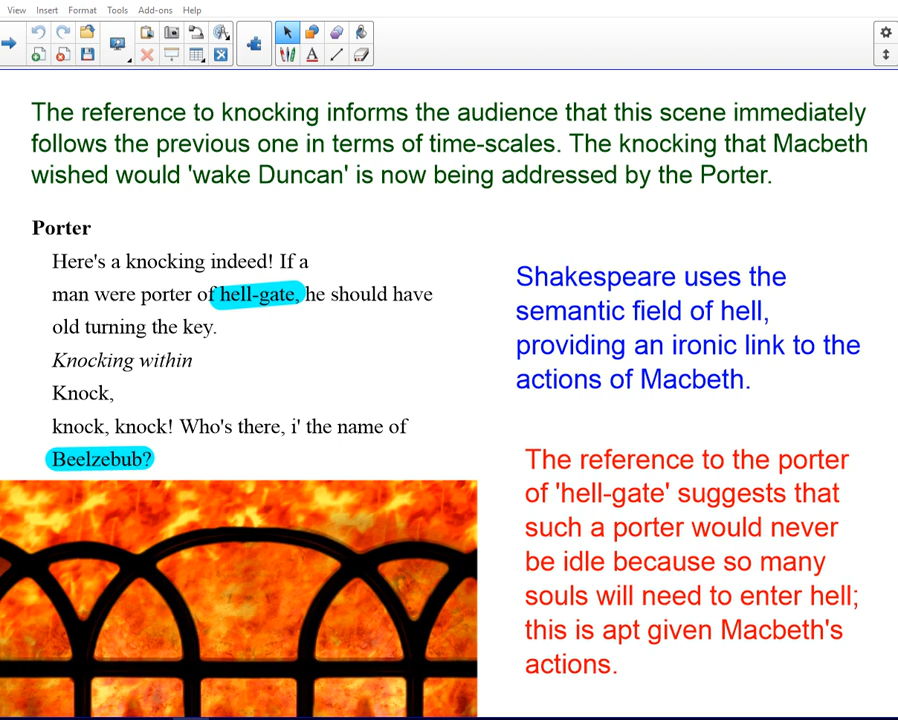 View Insert Format Tools Add-ons Help
The reference to knocking informs the audience that this scene immediately
follows the previous one in terms of time-scales. The knocking that Macbeth
wished would 'wake Duncan' is now being addressed by the Porter.
Porter
Here's a knocking indeed! If a
man were porter of hell-gate, he should have
old turning the key.
Knocking within
Knock,
knock, knock! Who's there, i' the name of
Beelzebub?
Shakespeare uses the
semantic field of hell,
providing an ironic link to the
actions of Macbeth.
The reference to the porter
of 'hell-gate' suggests that
such a porter would never
be idle because so many
souls will need to enter hell;
this is apt given Macbeth's
actions.